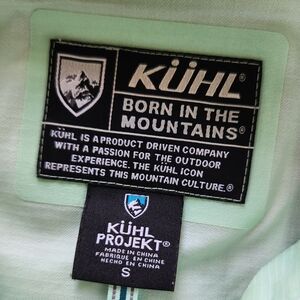 KÜHL®
BORN IN THE
MOUNTAINS®
KÜHL IS A PRODUCT DRIVEN COMPANY
WITH A PASSION FOR THE OUTDOOR
EXPERIENCE. THE KÜHL ICON
REPRESENTS THIS MOUNTAIN CULTURE.®
KÜHL
PROJEKT®
MADE IN CHINA
FABRIQUÉ EN CHINE
HECHO EN CHINA
S